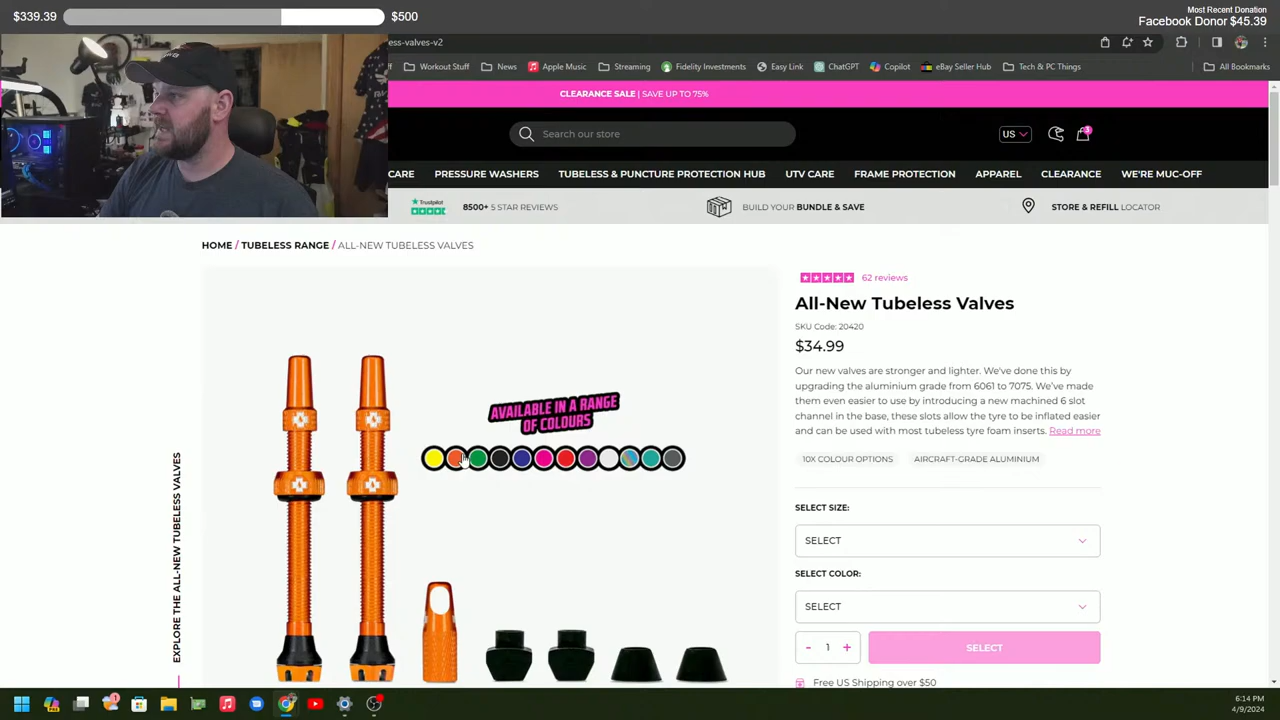 $339.39
$500
Most Recent Donation
Facebook Donor $45.39
ess-valves-v2
Workout Stuff
News
Apple Music
Streaming
Fidelity Investments
Easy Link
ChatGPT
Copilot
eBay Seller Hub
Tech & PC Things
All Bookmarks
CLEARANCE SALE | SAVE UP TO 75%
Search our store
US
3
CARE
PRESSURE WASHERS
TUBELESS & PUNCTURE PROTECTION HUB
UTV CARE
FRAME PROTECTION
APPAREL
CLEARANCE
WE'RE MUC-OFF
Trustpilot
8500+ 5 STAR REVIEWS
BUILD YOUR BUNDLE & SAVE
STORE & REFILL LOCATOR
HOME / TUBELESS RANGE / ALL-NEW TUBELESS VALVES
EXPLORE THE ALL-NEW TUBELESS VALVES
AVAILABLE IN A RANGE
OF COLOURS
62 reviews
All-New Tubeless Valves
SKU Code: 20420
$34.99
Our new valves are stronger and lighter. We've done this by
upgrading the aluminium grade from 6061 to 7075. We've made
them even easier to use by introducing a new machined 6 slot
channel in the base, these slots allow the tyre to be inflated easier
and can be used with most tubeless tyre foam inserts. Read more
10X COLOUR OPTIONS
AIRCRAFT-GRADE ALUMINIUM
SELECT SIZE:
SELECT
SELECT COLOR:
SELECT
- 1 +
SELECT
Free US Shipping over $50
1
6:14 PM
4/9/2024